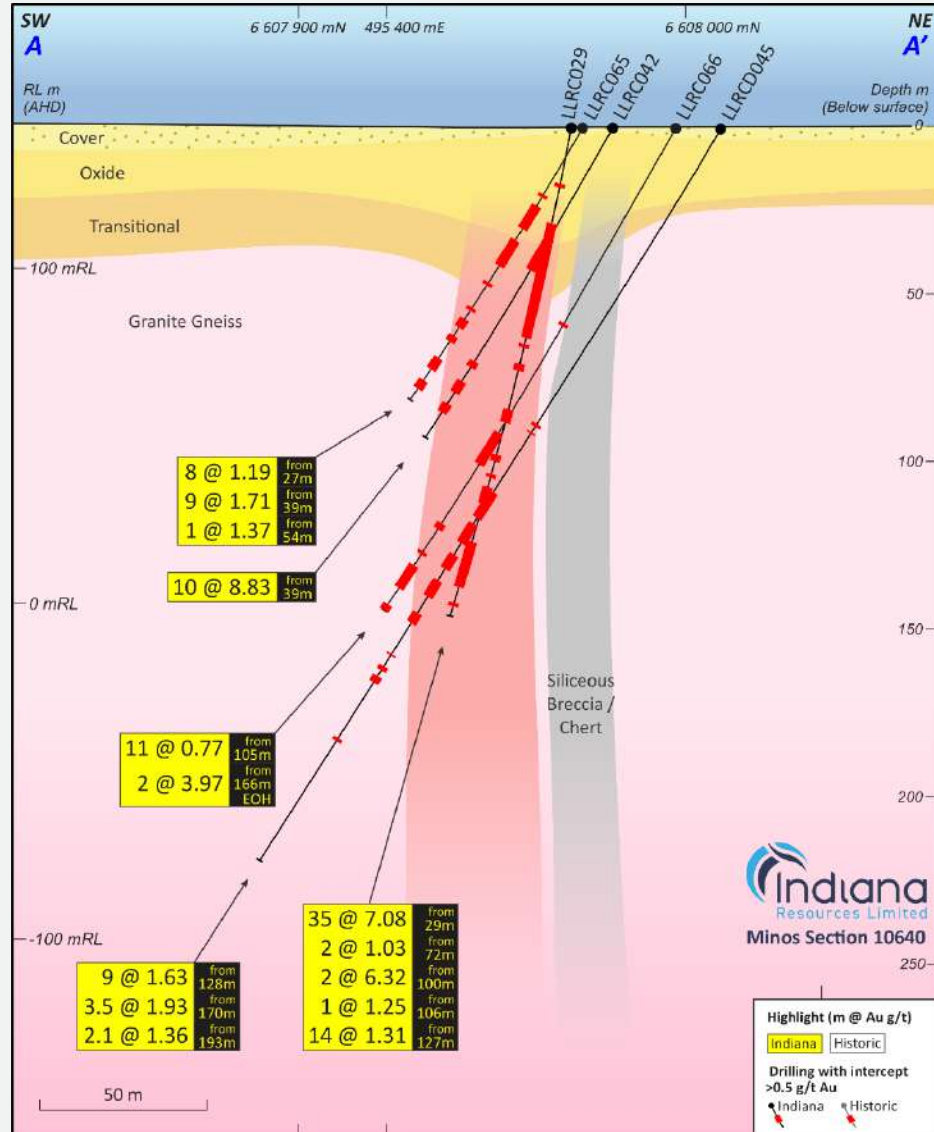 SW
6 607 900 mN
495 400 mE
6 608 000 mN
NE
A
A'
RL m
(AHD)
Depth m
(Below surface)
LLRC029
LLRC065
LLRC042
LLRC066
LLRCD045
0
Cover
Oxide
Transitional
100 mRL
50
Granite Gneiss
100
8 @ 1.19 from 27m
9 @ 1.71 from 39m
1 @ 1.37 from 54m
10 @ 8.83 from 39m
0 mRL
150
Siliceous
Breccia /
Chert
11 @ 0.77 from 105m
2 @ 3.97 from 166m EOH
200
Indiana
Resources Limited
Minos Section 10640
35 @ 7.08 from 29m
2 @ 1.03 from 72m
2 @ 6.32 from 100m
1 @ 1.25 from 106m
14 @ 1.31 from 127m
-100 mRL
250
9 @ 1.63 from 128m
3.5 @ 1.93 from 170m
2.1 @ 1.36 from 193m
50 m
Highlight (m @ Au g/t)
Indiana Historic
Drilling with intercept
>0.5 g/t Au
Indiana Historic